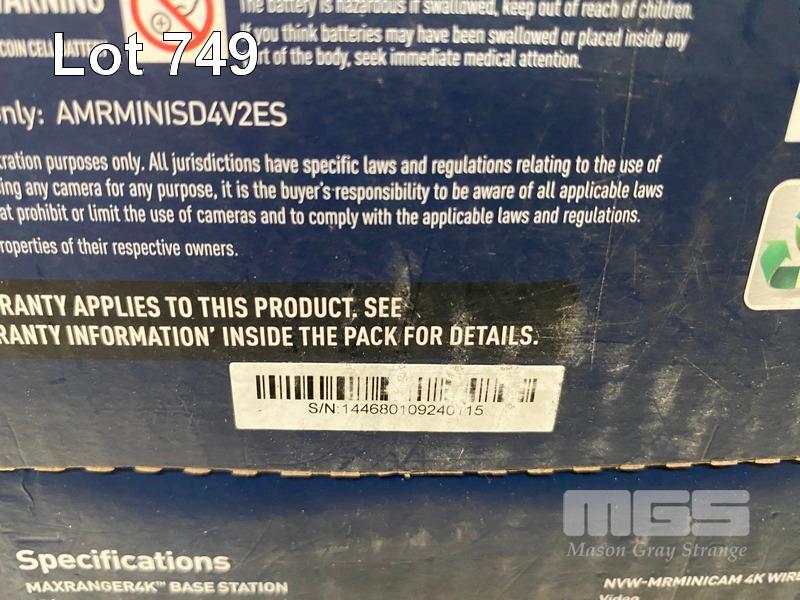 WARNING
The battery is hazardous if swallowed, keep out of reach of children.
If you think batteries may have been swallowed or placed inside any
COIN CELL BATTERY
Lot 749
rt of the body, seek immediate medical attention.
nly: AMRMINISD4V2ES
ration purposes only. All jurisdictions have specific laws and regulations relating to the use of
ing any camera for any purpose, it is the buyer's responsibility to be aware of all applicable laws
at prohibit or limit the use of cameras and to comply with the applicable laws and regulations.
roperties of their respective owners.
RANTY APPLIES TO THIS PRODUCT. SEE
RANTY INFORMATION' INSIDE THE PACK FOR DETAILS.
S/N:144680109240115
MGS
Mason Gray Strange
Specifications
MAXRANGER4K™ BASE STATION
NVW-MRMINICAM 4K WIRE
Video